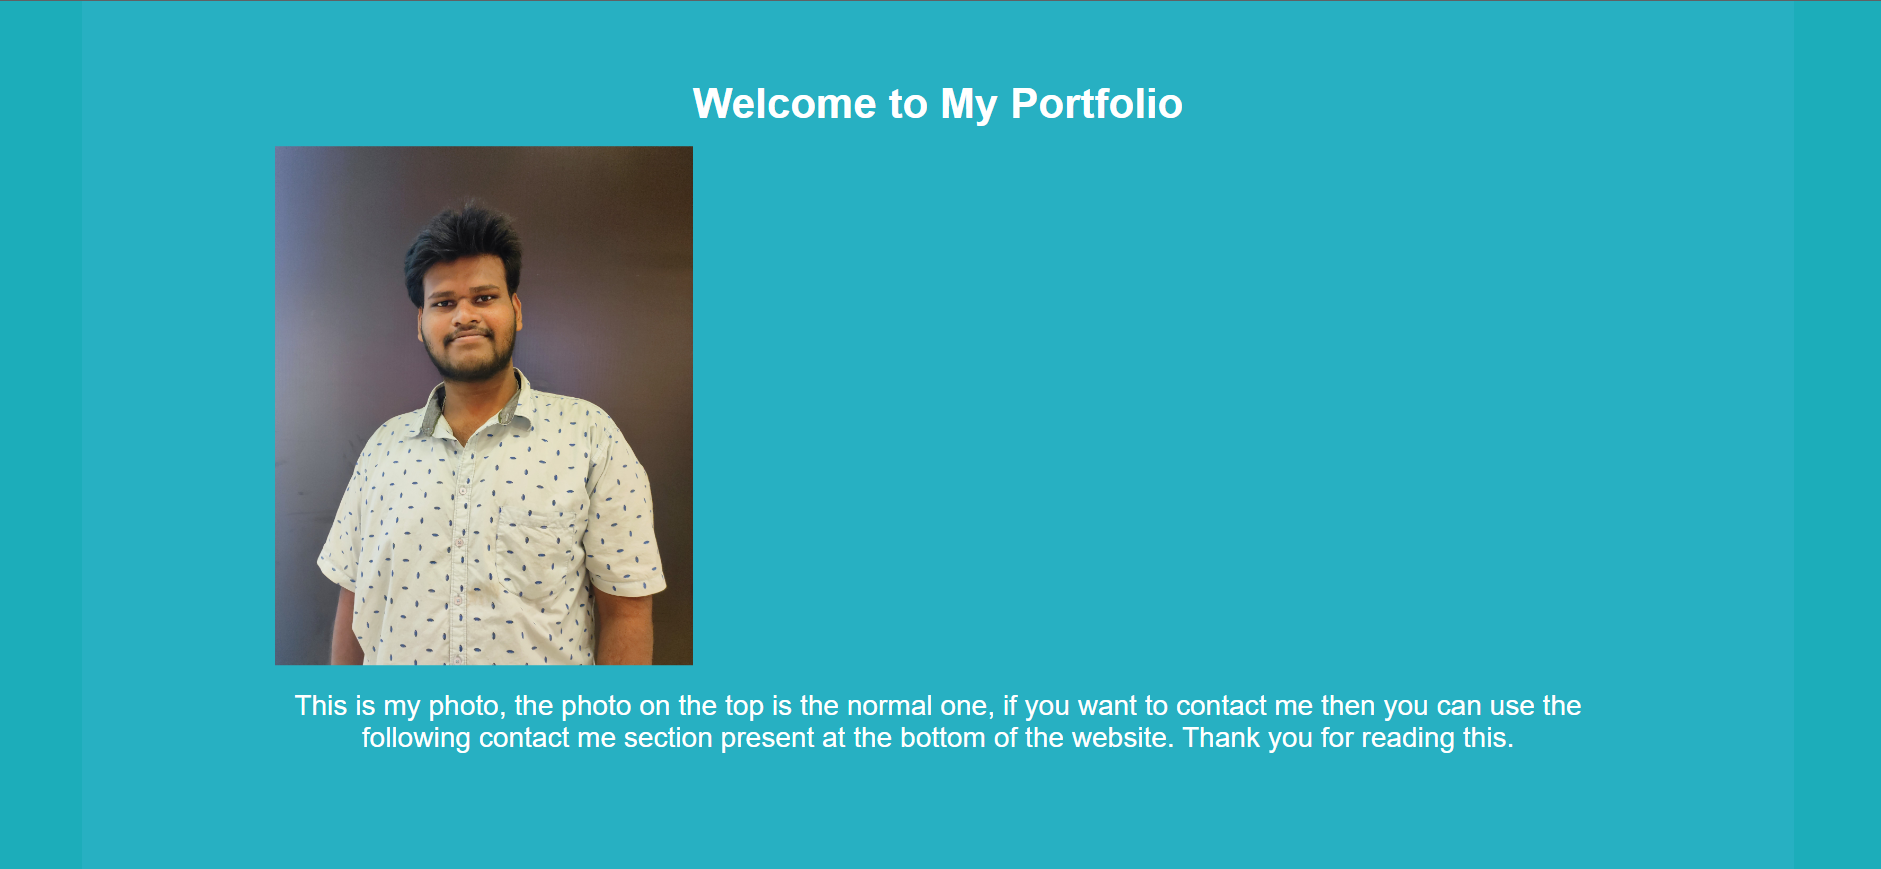 Welcome to My Portfolio
This is my photo, the photo on the top is the normal one, if you want to contact me then you can use the
following contact me section present at the bottom of the website. Thank you for reading this.